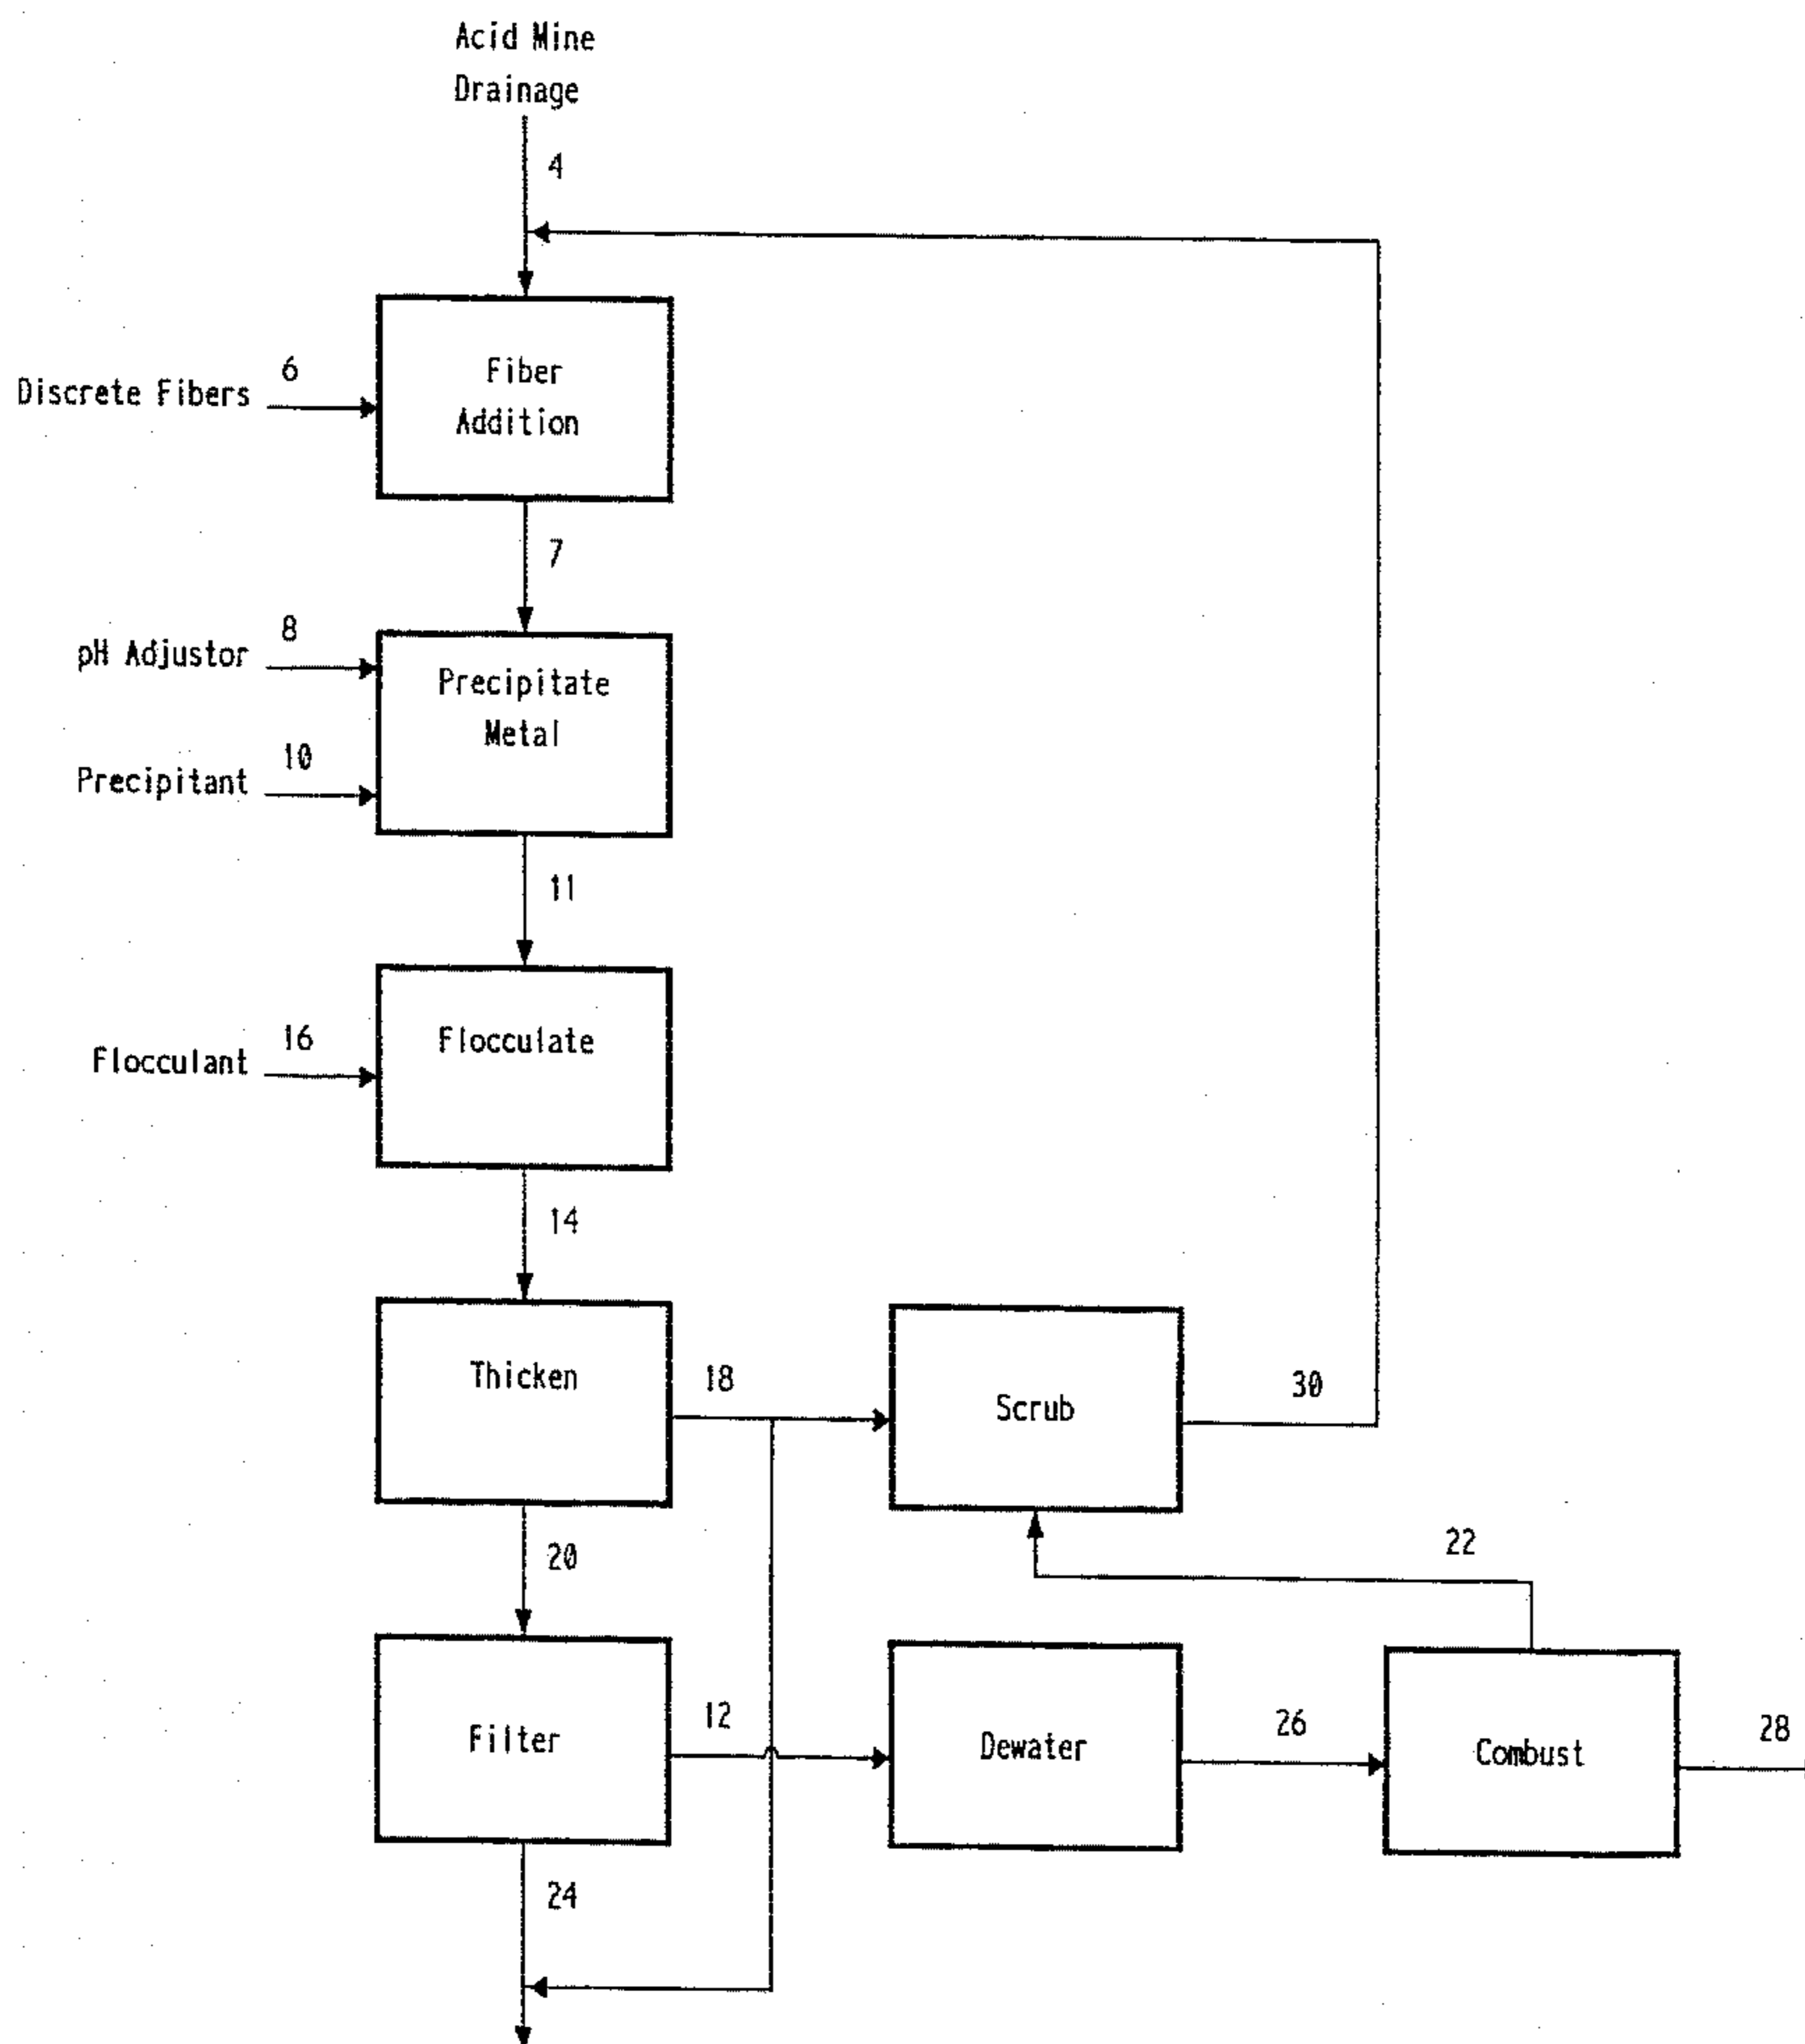 Acid Mine
Drainage
4
6
Discrete Fibers
Fiber
Addition
7
8
pH Adjustor
Precipitate
Metal
10
Precipitant
11
16
Flocculant
Flocculate
14
Thicken
18
Scrub
30
20
22
Filter
12
Dewater
26
Combust
28
24